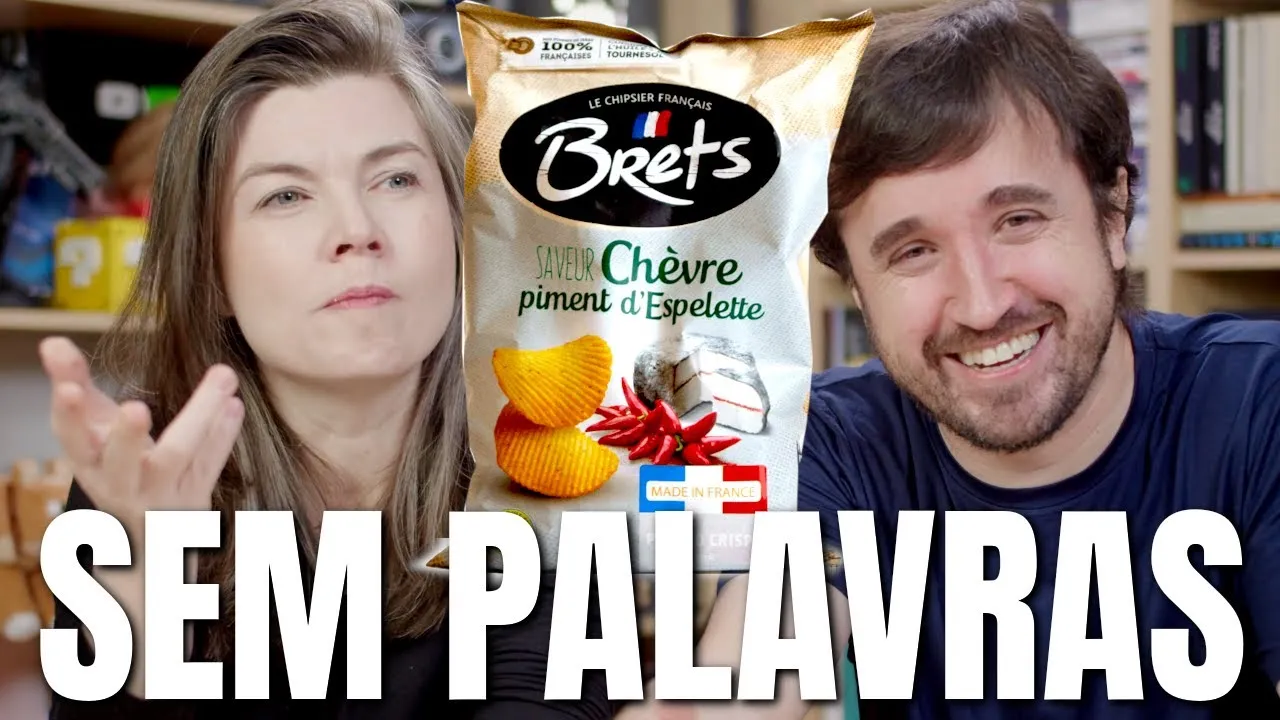 100%
FRANÇAISES
TOURNESOL
LE CHIPSIER FRANÇAIS
Brets
SAVEUR Chèvre
piment d'Espelette
MADE IN FRANCE
SEM PALAVRAS